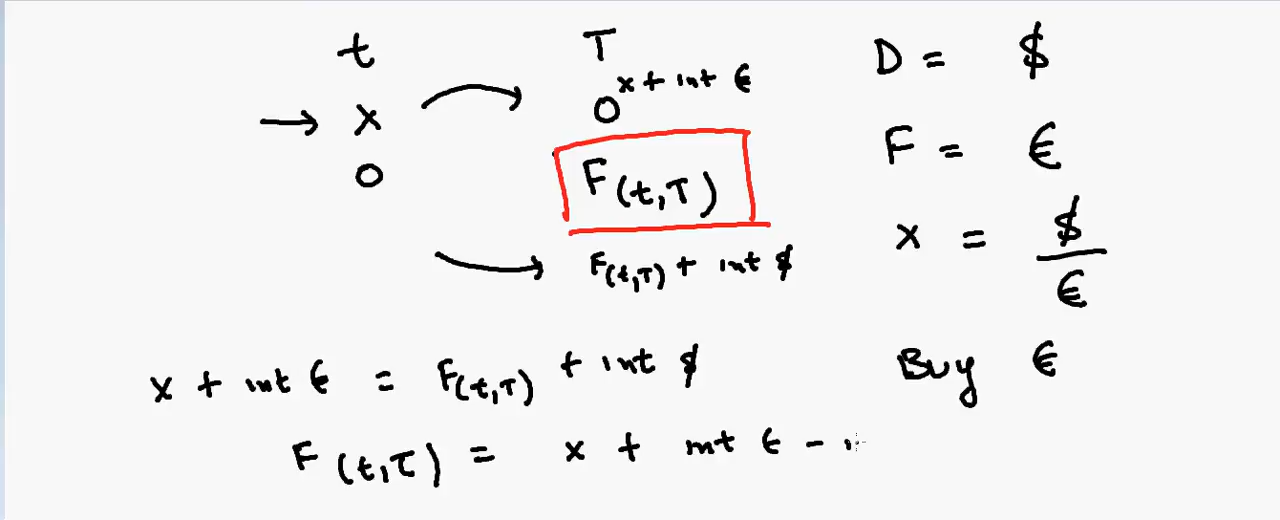 t T D = $
x + int €
→ x 0
F = €
0 F(t,T)
x = $/€
F(t,T) + int $
x + int € = F(t,T) + int $
Buy €
F(t,T) = x + int € -